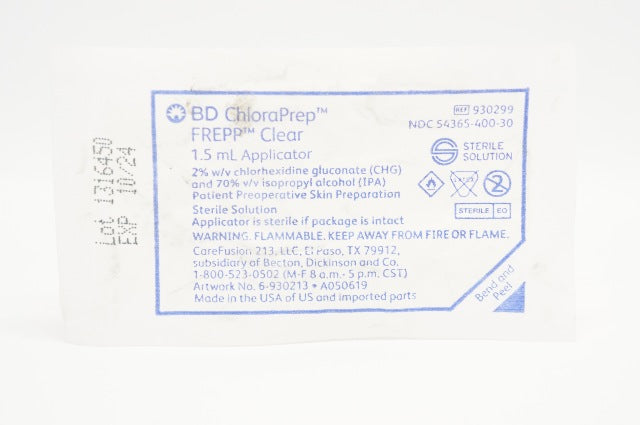 BD ChloraPrep™
FREPP™ Clear
1.5 mL Applicator
2% w/v chlorhexidine gluconate (CHG)
and 70% v/v isopropyl alcohol (IPA)
Patient Preoperative Skin Preparation
Sterile Solution
Applicator is sterile if package is intact
WARNING. FLAMMABLE. KEEP AWAY FROM FIRE OR FLAME.
CareFusion 213, LLC, El Paso, TX 79912,
subsidiary of Becton, Dickinson and Co.
1-800-523-0502 (M-F 8 a.m.- 5 p.m. CST)
Artwork No. 6-930213 • A050619
Made in the USA of US and imported parts
REF 930299
NDC 54365-400-30
STERILE
SOLUTION
LATEX
2
STERILE EO
Bend and
Peel
Lot 1316450
EXP 10/24